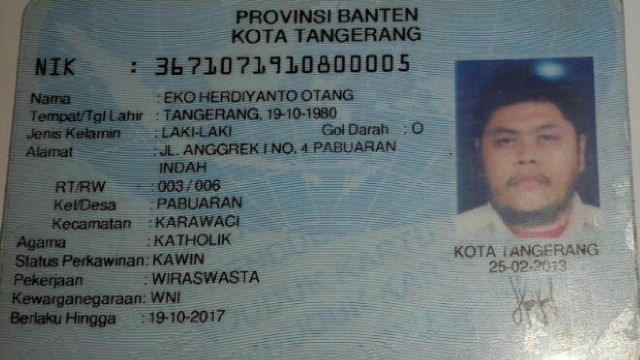 PROVINSI BANTEN
KOTA TANGERANG
NIK : 3671071910800005
Nama : EKO HERDIYANTO OTANG
Tempat/Tgl Lahir : TANGERANG, 19-10-1980
Jenis Kelamin : LAKI-LAKI Gol Darah : O
Alamat : JL. ANGGREK I NO. 4 PABUARAN
INDAH
RT/RW : 003 / 006
Kel/Desa : PABUARAN
Kecamatan : KARAWACI
Agama : KATHOLIK
Status Perkawinan: KAWIN
Pekerjaan : WIRASWASTA
Kewarganegaraan: WNI
Berlaku Hingga : 19-10-2017
KOTA TANGERANG
25-02-2013